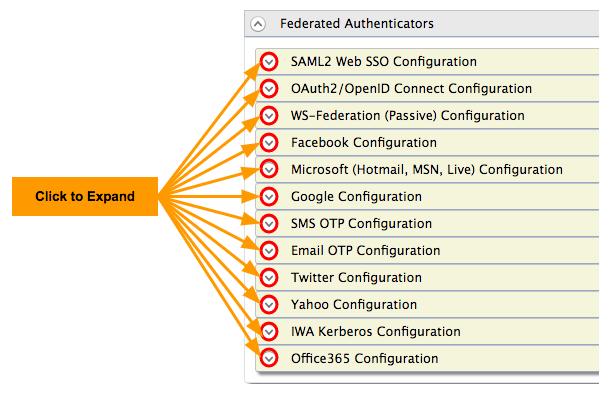 Federated Authenticators
SAML2 Web SSO Configuration
OAuth2/OpenID Connect Configuration
WS-Federation (Passive) Configuration
Facebook Configuration
Microsoft (Hotmail, MSN, Live) Configuration
Click to Expand
Google Configuration
SMS OTP Configuration
Email OTP Configuration
Twitter Configuration
Yahoo Configuration
IWA Kerberos Configuration
Office365 Configuration